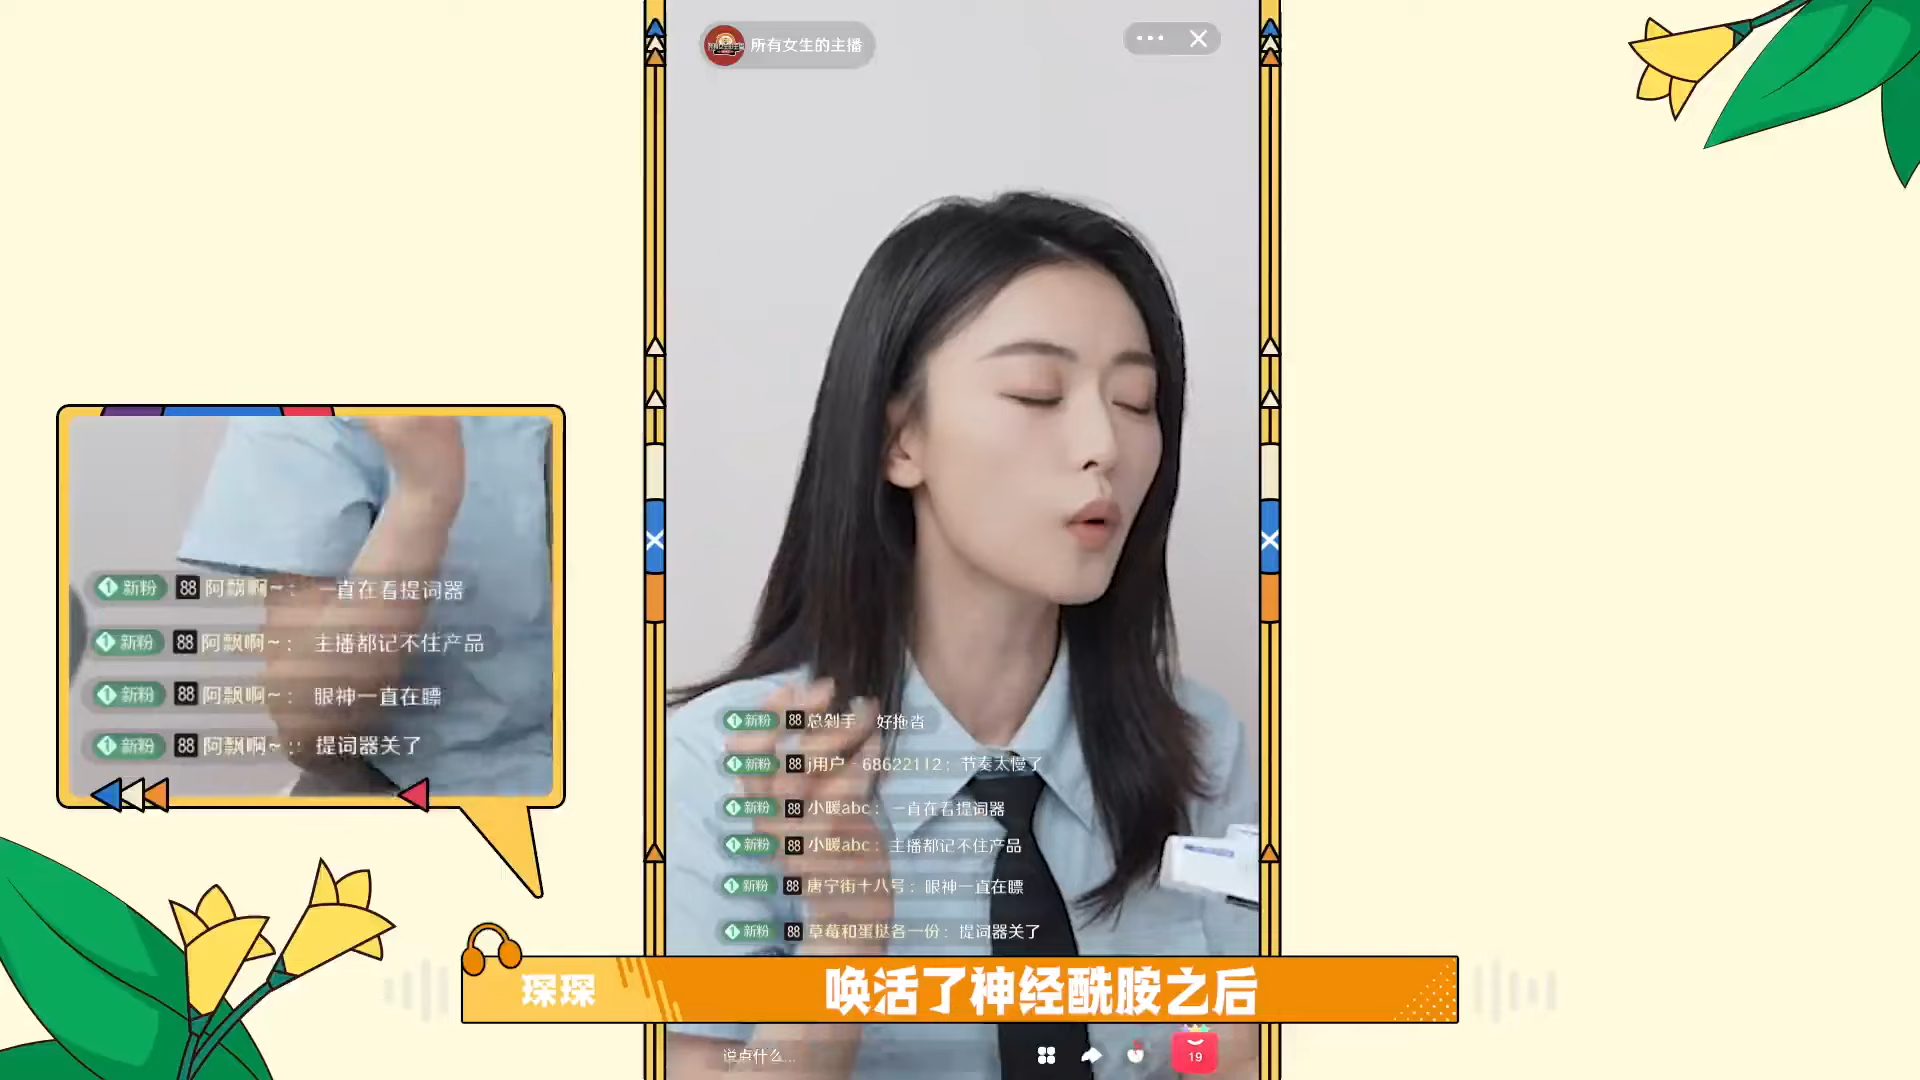 所有女生的主播
新粉 88 阿飘啊~： 一直在看提词器
新粉 88 阿飘啊~： 主播都记不住产品
新粉 88 阿飘啊~： 眼神一直在瞟
新粉 88 阿飘啊~： 提词器关了
新粉 88 总剁手 好拖沓
新粉 88 j用户-68622112：节奏太慢了
新粉 88 小暖abc：一直在看提词器
新粉 88 小暖abc：主播都记不住产品
新粉 88 唐宁街十八号：眼神一直在瞟
新粉 88 草莓和蛋挞各一份：提词器关了
琛琛
唤活了神经酰胺之后
说点什么...
19